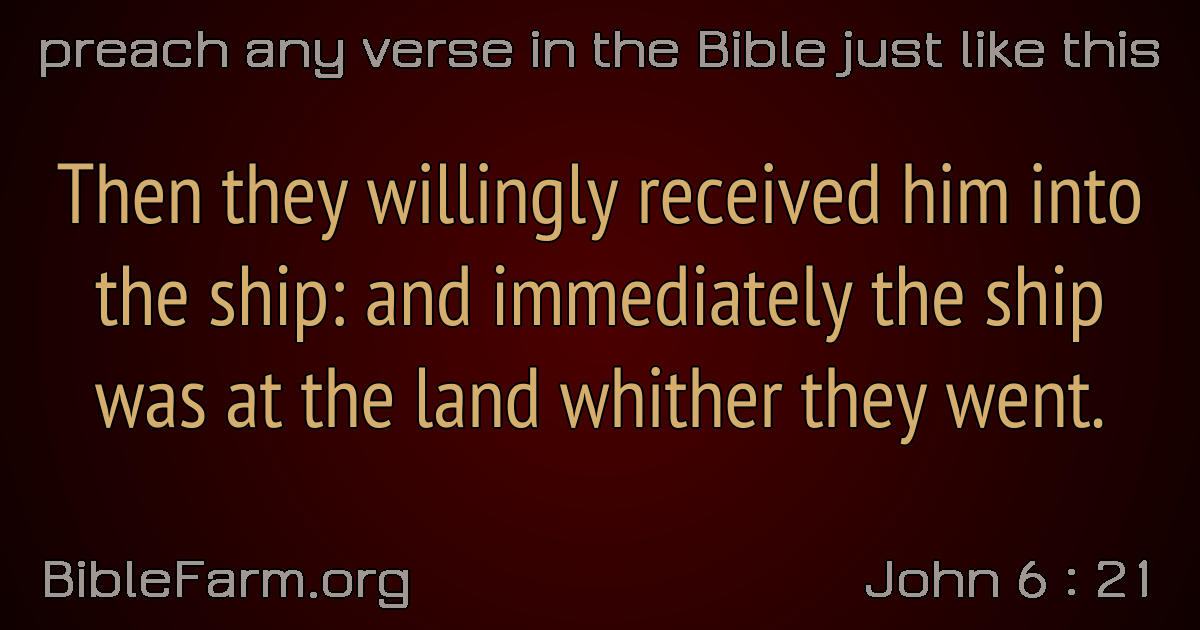 preach any verse in the Bible just like this
Then they willingly received him into
the ship: and immediately the ship
was at the land whither they went.
BibleFarm.org
John 6 : 21